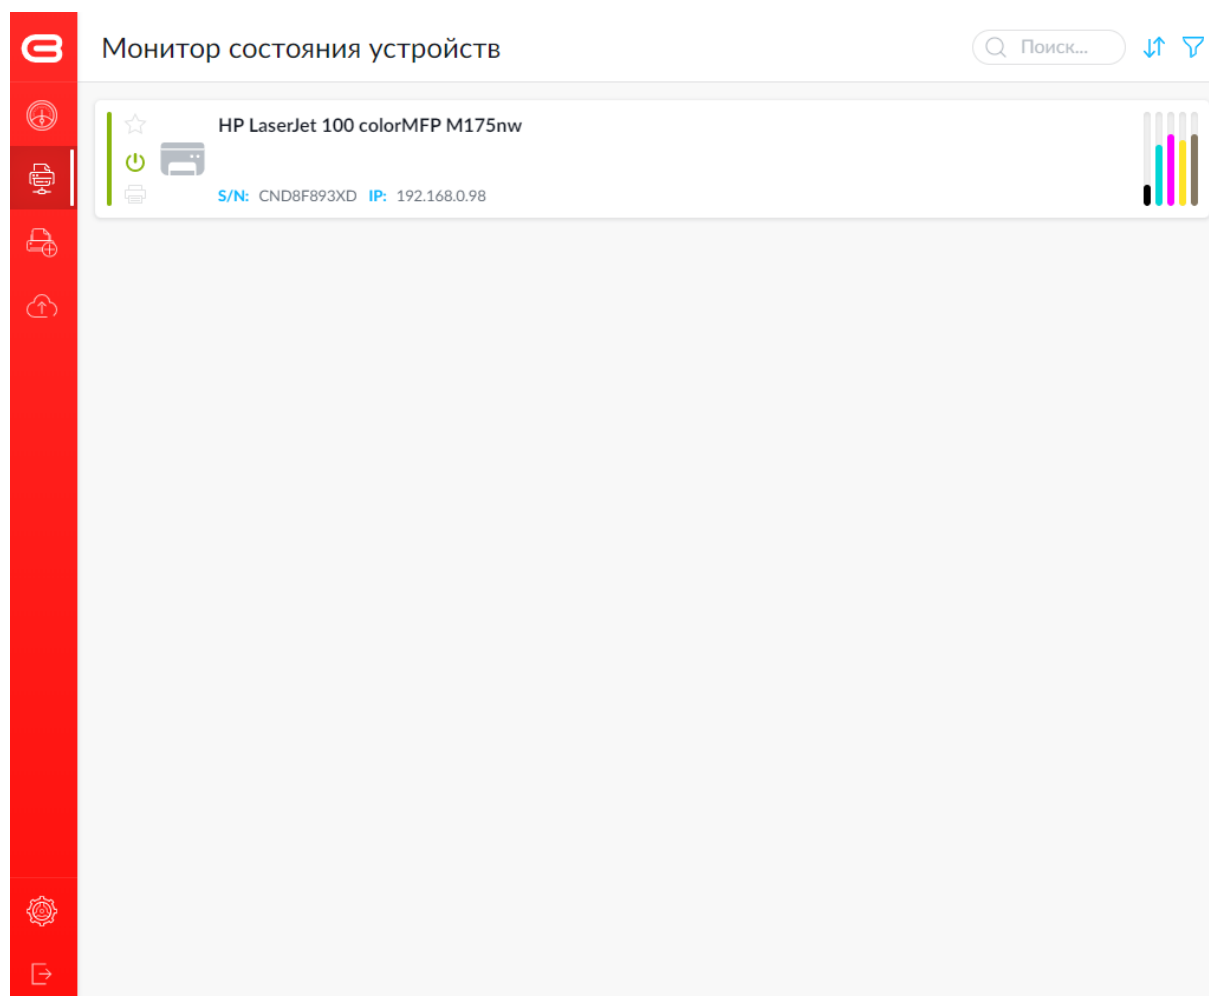 Монитор состояния устройств
Поиск...
HP LaserJet 100 colorMFP M175nw
S/N: CND8F893XD IP: 192.168.0.98